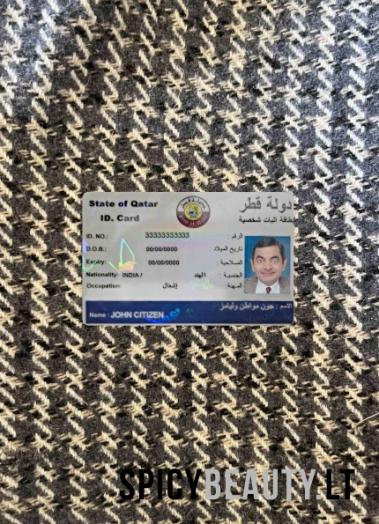 State of Qatar
دولة قطر
ID. Card
بطاقة اثبات شخصية
ID. NO.: 33333333333 الرقم :
D.O.B.: 00/00/0000 تاريخ الميلاد :
Expiry: 00/00/0000 الصلاحية :
Nationality: INDIA / الهند الجنسية :
Occupation: المهنة :
الاسم : جون مواطن وليامز
Name : JOHN CITIZEN
SPICYBEAUTY.LT